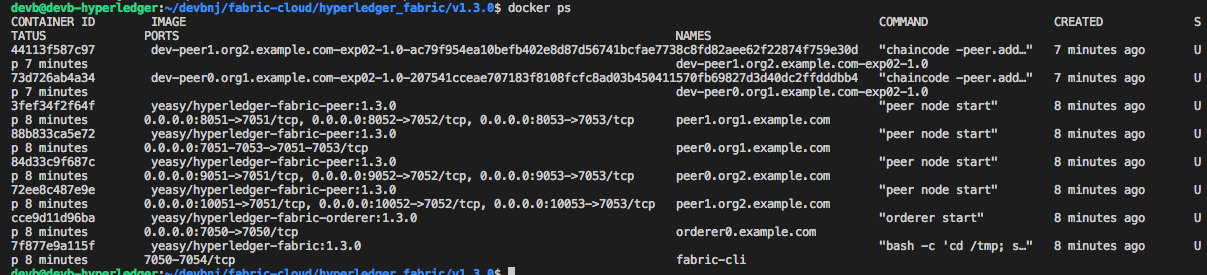 devb@devb-hyperledger:~/devbnj/fabric-cloud/hyperledger_fabric/v1.3.0$ docker ps
CONTAINER ID IMAGE COMMAND CREATED S
TATUS PORTS NAMES
44113f587c97 dev-peer1.org2.example.com-exp02-1.0-ac79f954ea10befb402e8d87d56741bcfae7738c8fd82aee62f22874f759e30d "chaincode -peer.add…" 7 minutes ago U
p 7 minutes dev-peer1.org2.example.com-exp02-1.0
73d726ab4a34 dev-peer0.org1.example.com-exp02-1.0-207541cceae707183f8108fcfc8ad03b450411570fb69827d3d40dc2ffdddbb4 "chaincode -peer.add…" 7 minutes ago U
p 7 minutes dev-peer0.org1.example.com-exp02-1.0
3fef34f2f64f yeasy/hyperledger-fabric-peer:1.3.0 "peer node start" 8 minutes ago U
p 8 minutes 0.0.0.0:8051->7051/tcp, 0.0.0.0:8052->7052/tcp, 0.0.0.0:8053->7053/tcp peer1.org1.example.com
88b833ca5e72 yeasy/hyperledger-fabric-peer:1.3.0 "peer node start" 8 minutes ago U
p 8 minutes 0.0.0.0:7051-7053->7051-7053/tcp peer0.org1.example.com
84d33c9f687c yeasy/hyperledger-fabric-peer:1.3.0 "peer node start" 8 minutes ago U
p 8 minutes 0.0.0.0:9051->7051/tcp, 0.0.0.0:9052->7052/tcp, 0.0.0.0:9053->7053/tcp peer0.org2.example.com
72ee8c487e9e yeasy/hyperledger-fabric-peer:1.3.0 "peer node start" 8 minutes ago U
p 8 minutes 0.0.0.0:10051->7051/tcp, 0.0.0.0:10052->7052/tcp, 0.0.0.0:10053->7053/tcp peer1.org2.example.com
cce9d11d96ba yeasy/hyperledger-fabric-orderer:1.3.0 "orderer start" 8 minutes ago U
p 8 minutes 0.0.0.0:7050->7050/tcp orderer0.example.com
7f877e9a115f yeasy/hyperledger-fabric:1.3.0 "bash -c 'cd /tmp; s…" 8 minutes ago U
p 8 minutes 7050-7054/tcp fabric-cli
devb@devb-hyperledger:~/devbnj/fabric-cloud/hyperledger_fabric/v1.3.0$